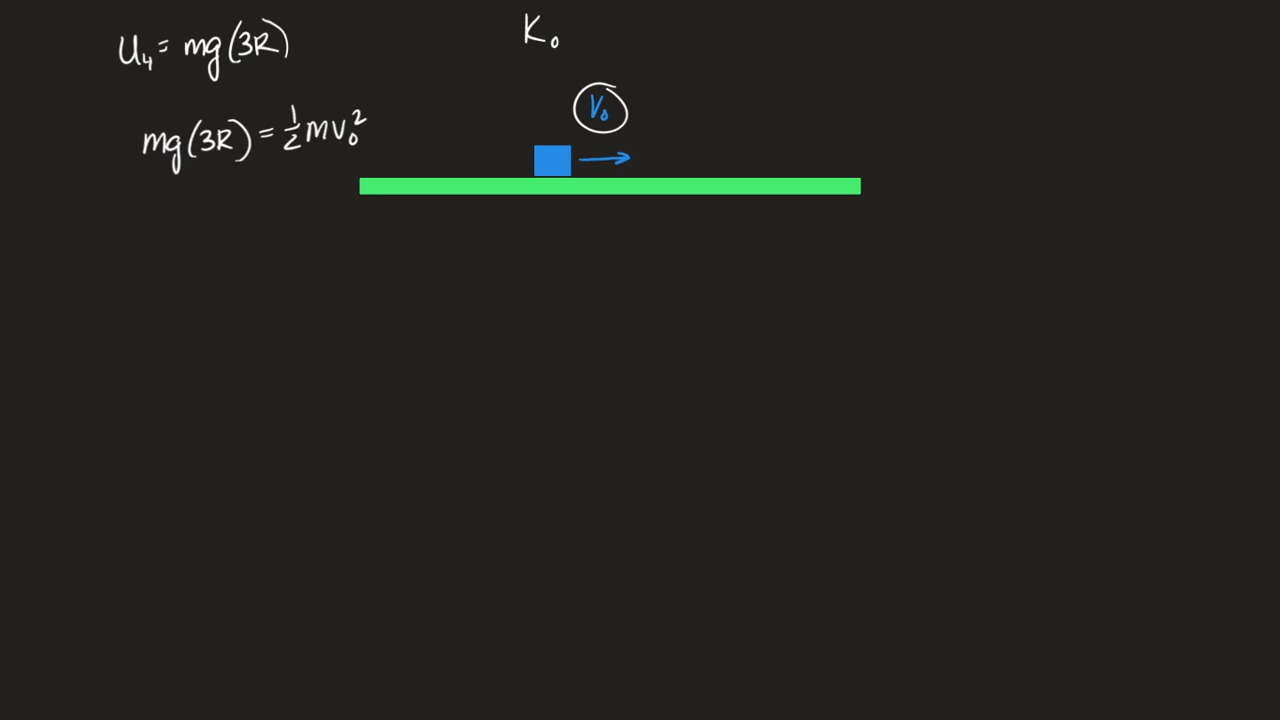 U₄ = mg(3R)
K₀
V₀
mg(3R) = ½mv₀²